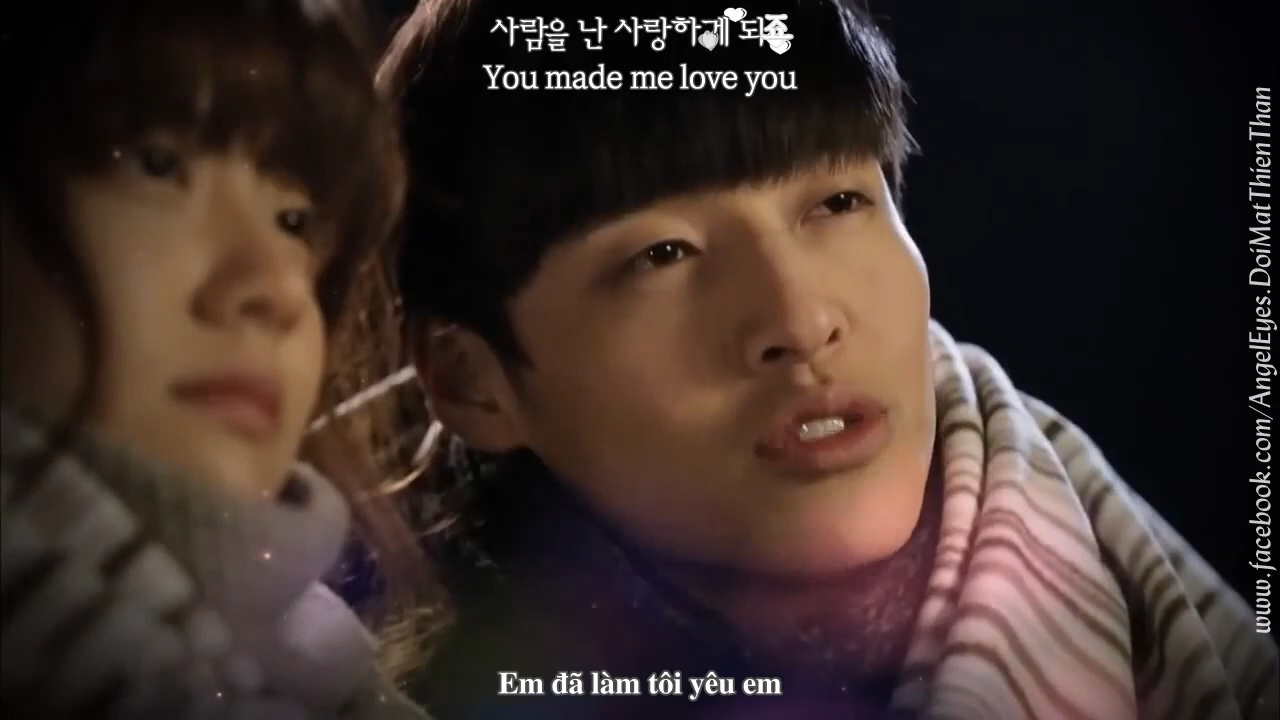 사람을 난 사랑하게 되죠
You made me love you
www.facebook.com/AngelEyes.DoiMatThienThan
Em đã làm tôi yêu em